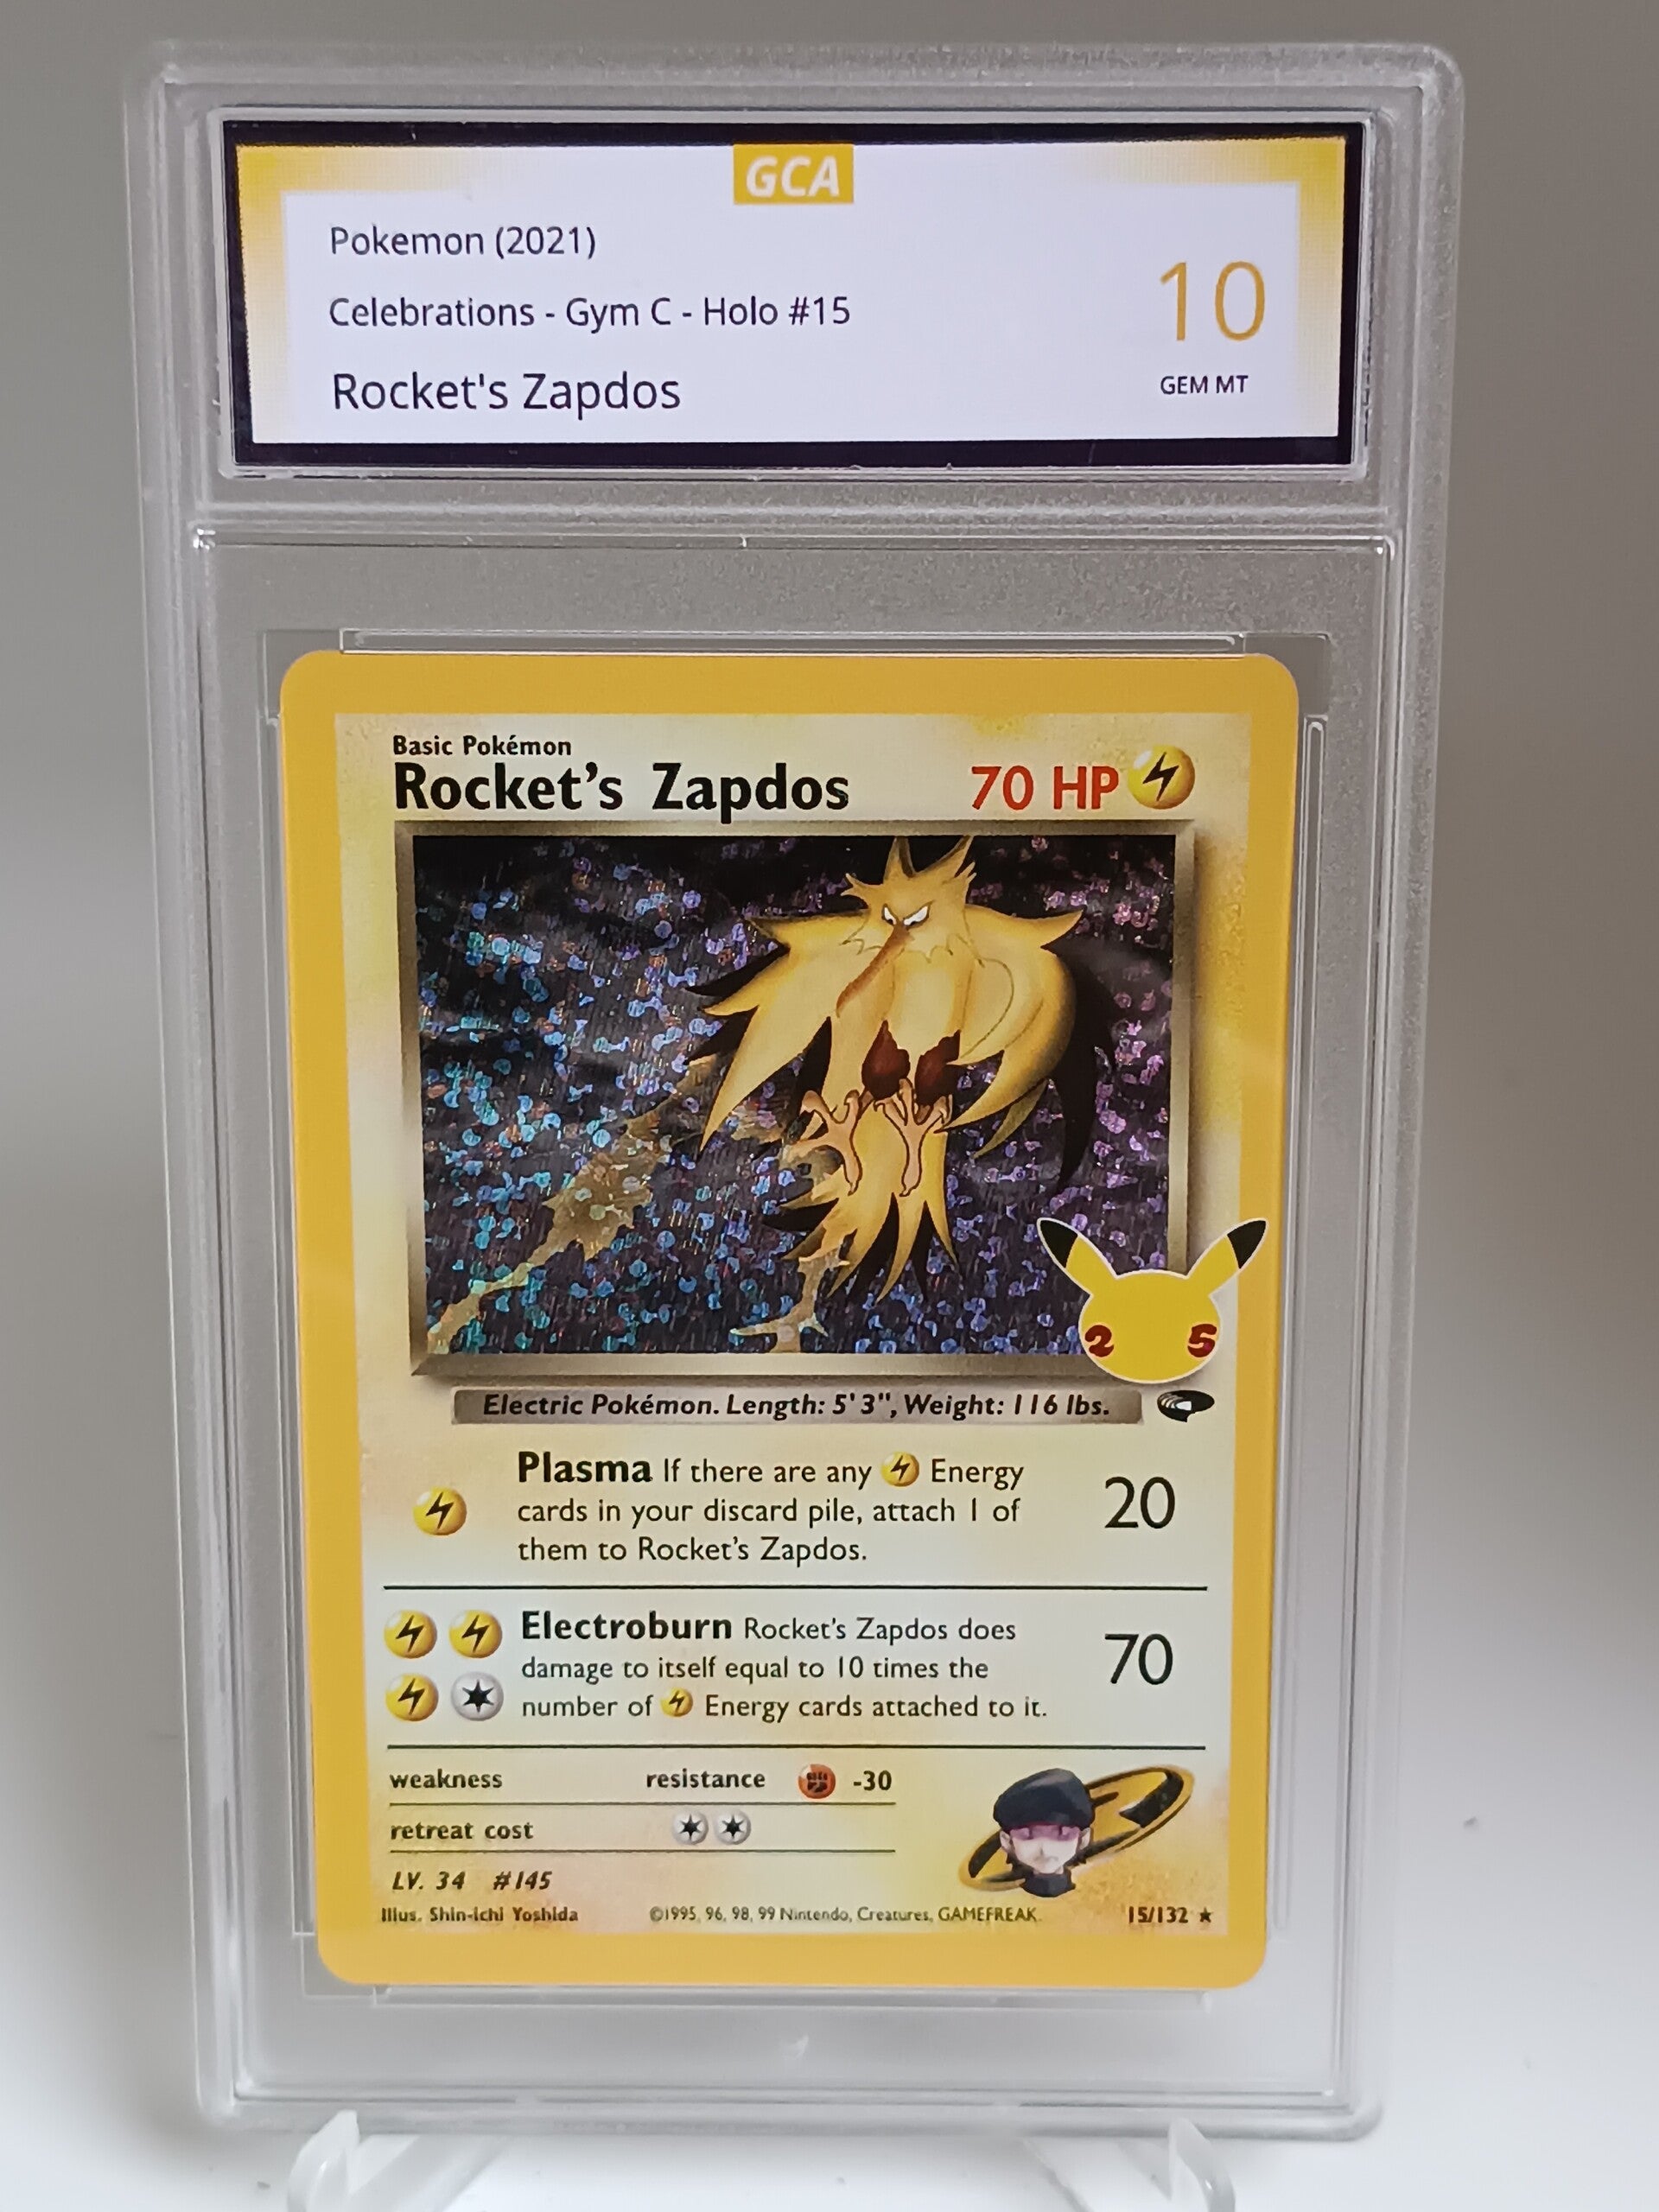 GCA
Pokemon (2021)
Celebrations - Gym C - Holo #15
Rocket's Zapdos
10
GEM MT
Basic Pokémon
Rocket's Zapdos 70 HP
2 5
Electric Pokémon. Length: 5' 3", Weight: 116 lbs.
Plasma If there are any Energy
cards in your discard pile, attach 1 of
them to Rocket's Zapdos.
20
Electroburn Rocket's Zapdos does
damage to itself equal to 10 times the
number of Energy cards attached to it.
70
weakness resistance -30
retreat cost
LV. 34 #145
Illus. Shin-ichi Yoshida ©1995, 96, 98, 99 Nintendo, Creatures, GAMEFREAK. 15/132 ★